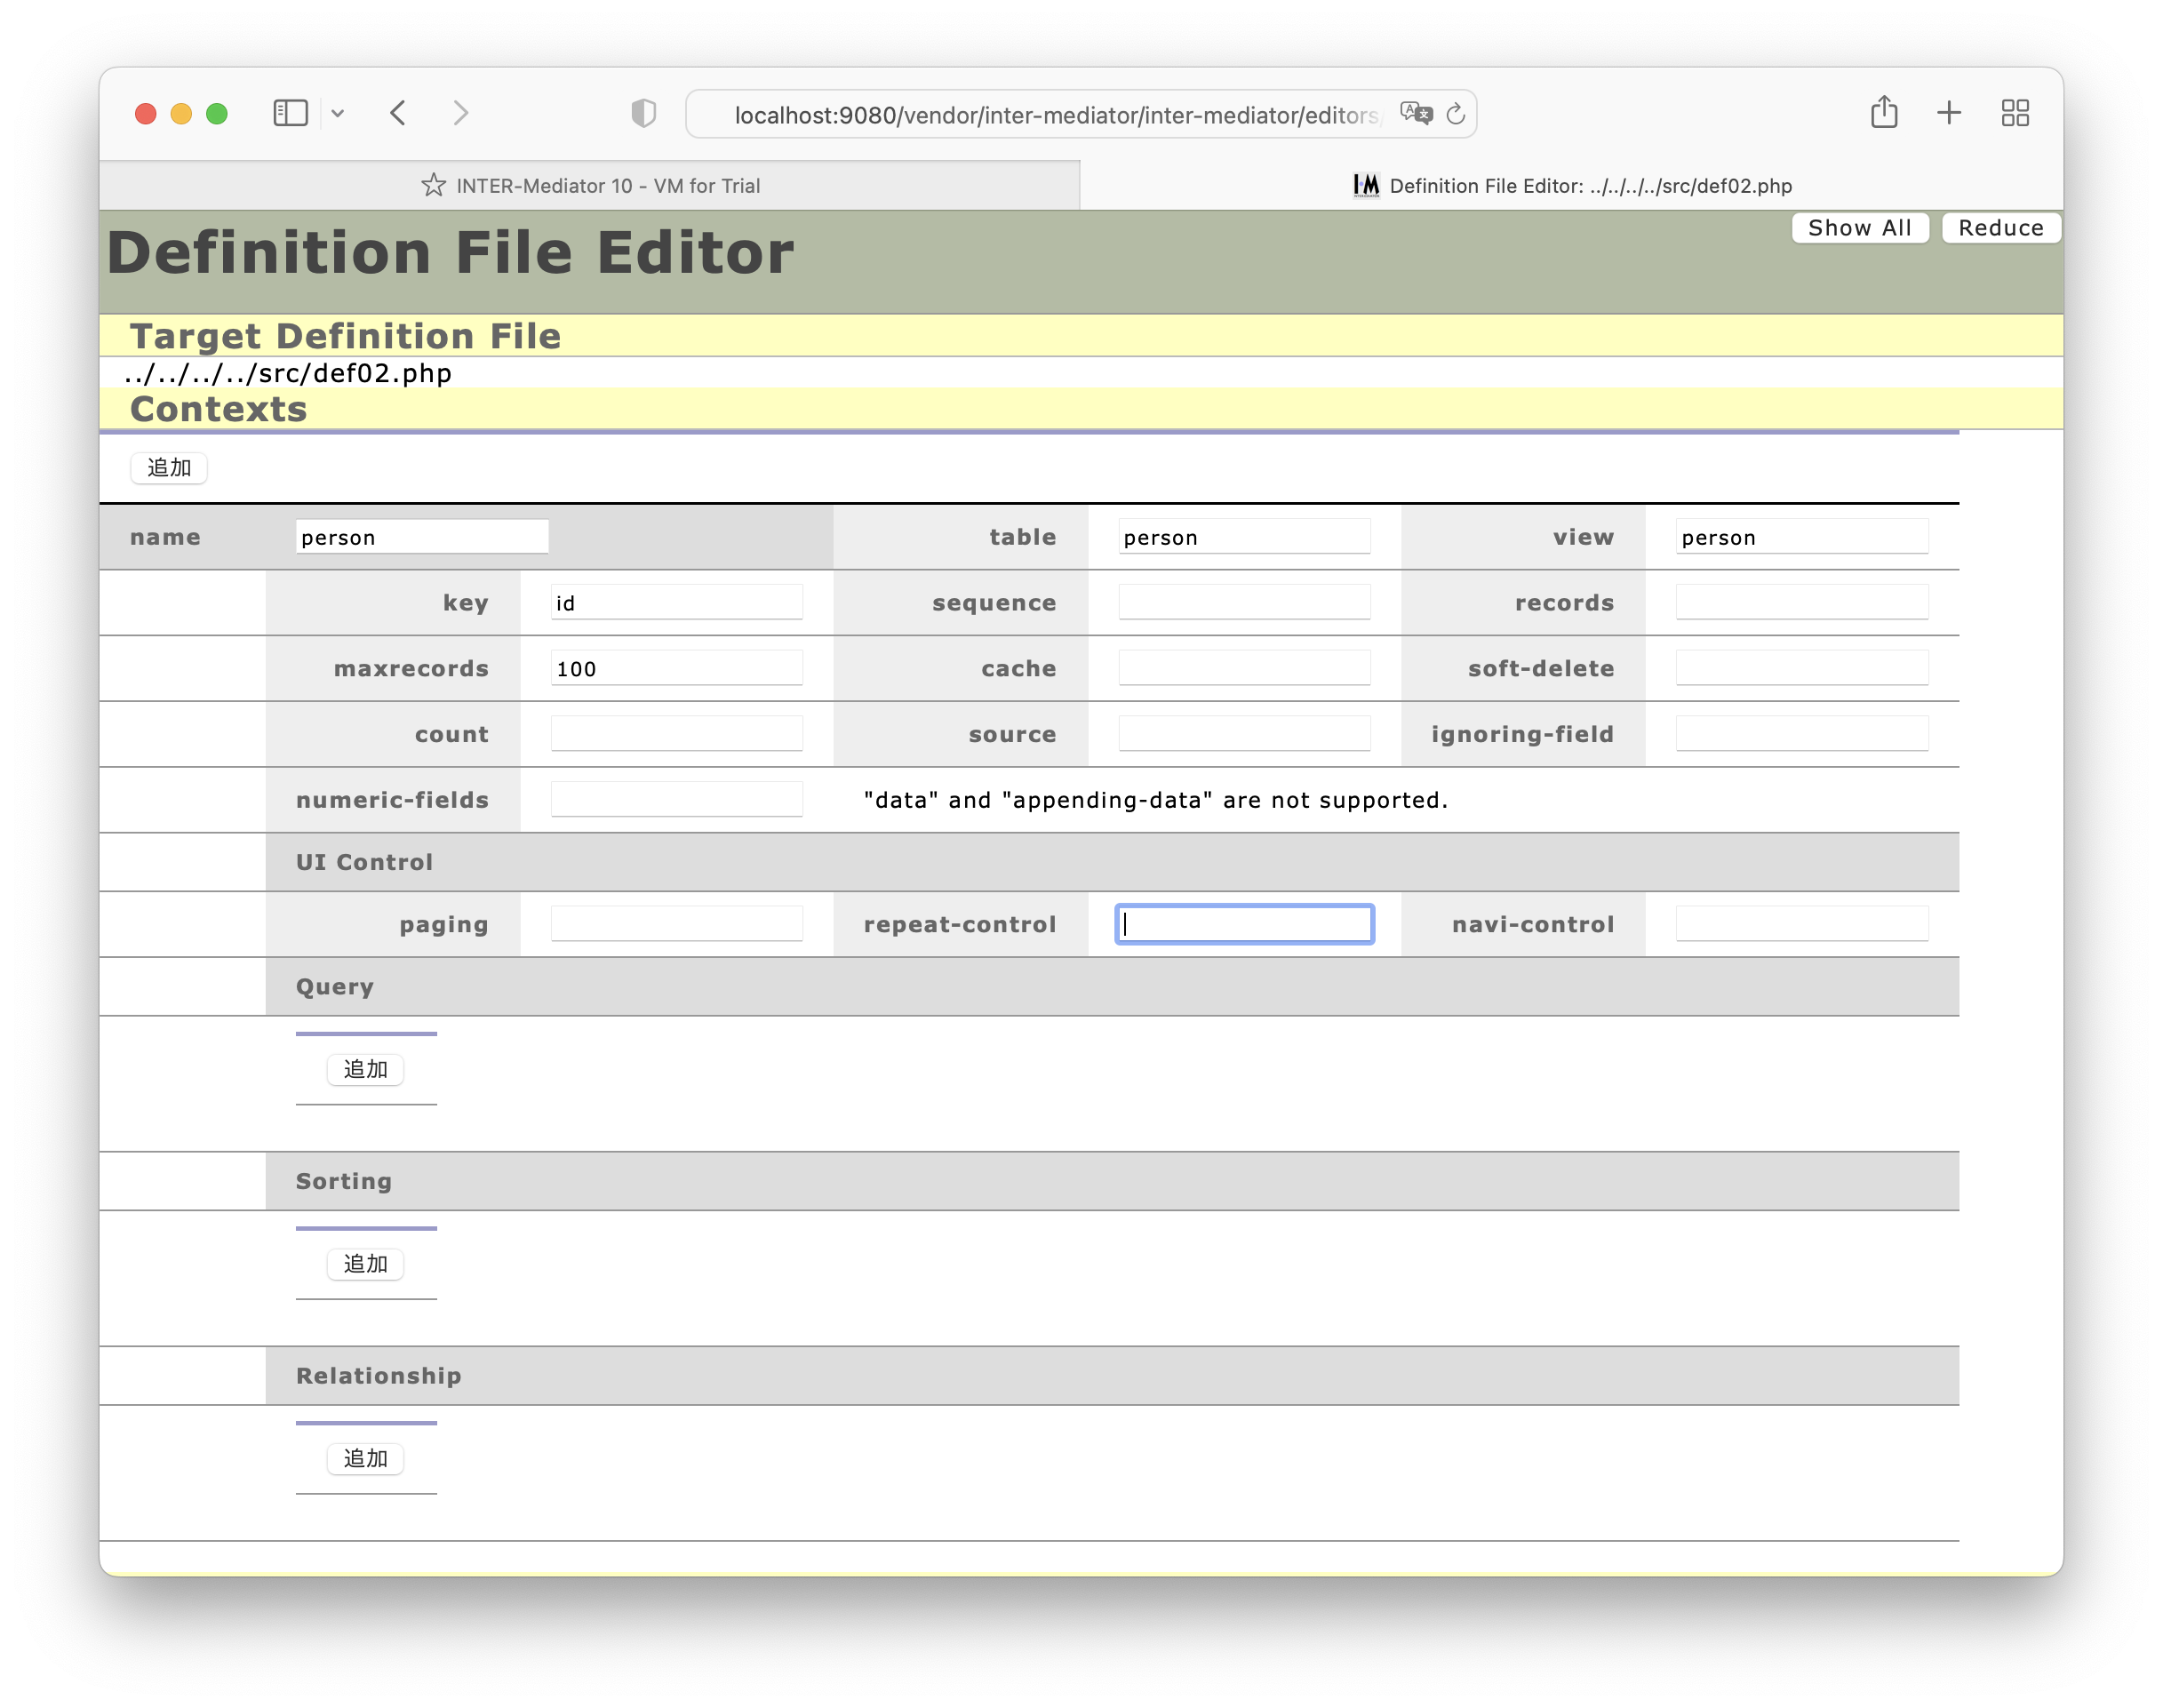 localhost:9080/vendor/inter-mediator/inter-mediator/editors/
INTER-Mediator 10 - VM for Trial
Definition File Editor: ../../../../src/def02.php
Show All
Reduce
Definition File Editor
Target Definition File
../../../../src/def02.php
Contexts
追加
name person table person view person
key id sequence records
maxrecords 100 cache soft-delete
count source ignoring-field
numeric-fields "data" and "appending-data" are not supported.
UI Control
paging repeat-control navi-control
Query
追加
Sorting
追加
Relationship
追加